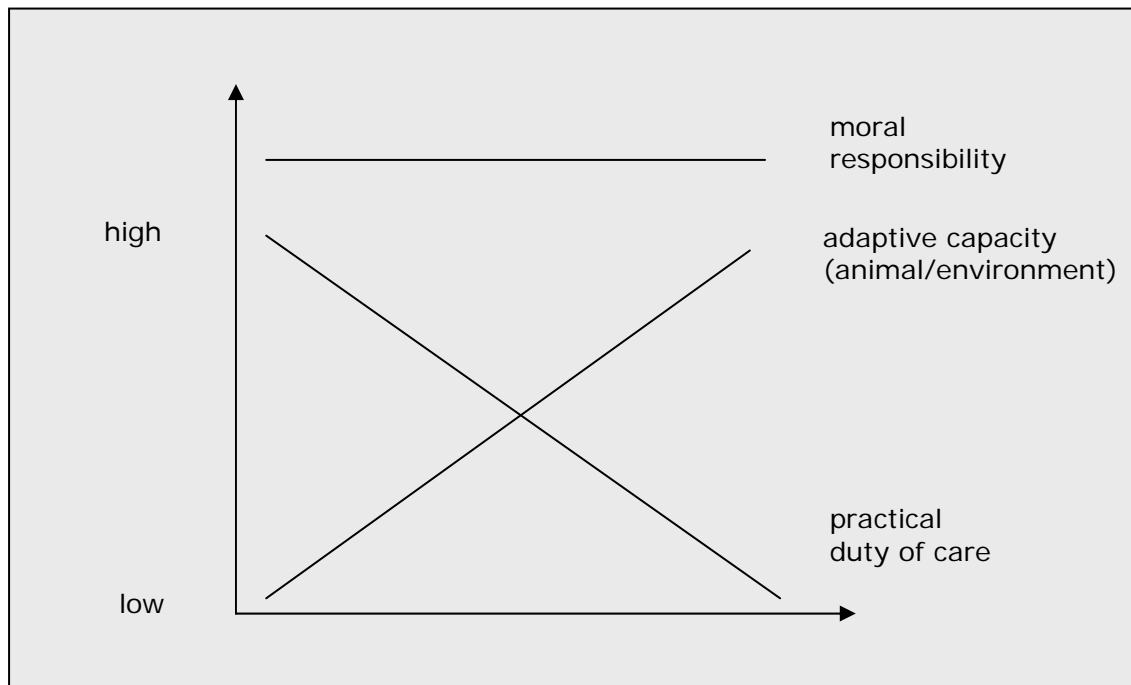 moral
responsibility
high
adaptive capacity
(animal/environment)
practical
duty of care
low